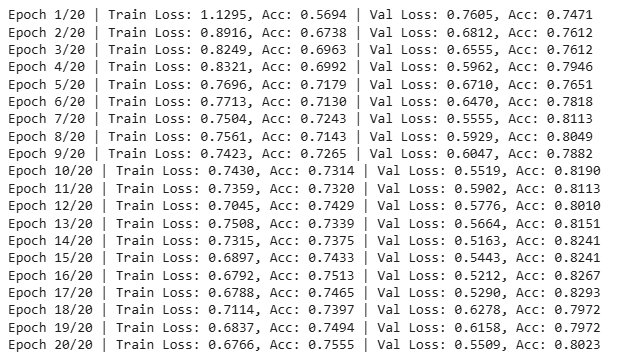 Epoch 1/20 | Train Loss: 1.1295, Acc: 0.5694 | Val Loss: 0.7605, Acc: 0.7471
Epoch 2/20 | Train Loss: 0.8916, Acc: 0.6738 | Val Loss: 0.6812, Acc: 0.7612
Epoch 3/20 | Train Loss: 0.8249, Acc: 0.6963 | Val Loss: 0.6555, Acc: 0.7612
Epoch 4/20 | Train Loss: 0.8321, Acc: 0.6992 | Val Loss: 0.5962, Acc: 0.7946
Epoch 5/20 | Train Loss: 0.7696, Acc: 0.7179 | Val Loss: 0.6710, Acc: 0.7651
Epoch 6/20 | Train Loss: 0.7713, Acc: 0.7130 | Val Loss: 0.6470, Acc: 0.7818
Epoch 7/20 | Train Loss: 0.7504, Acc: 0.7243 | Val Loss: 0.5555, Acc: 0.8113
Epoch 8/20 | Train Loss: 0.7561, Acc: 0.7143 | Val Loss: 0.5929, Acc: 0.8049
Epoch 9/20 | Train Loss: 0.7423, Acc: 0.7265 | Val Loss: 0.6047, Acc: 0.7882
Epoch 10/20 | Train Loss: 0.7430, Acc: 0.7314 | Val Loss: 0.5519, Acc: 0.8190
Epoch 11/20 | Train Loss: 0.7359, Acc: 0.7320 | Val Loss: 0.5902, Acc: 0.8113
Epoch 12/20 | Train Loss: 0.7045, Acc: 0.7429 | Val Loss: 0.5776, Acc: 0.8010
Epoch 13/20 | Train Loss: 0.7508, Acc: 0.7339 | Val Loss: 0.5664, Acc: 0.8151
Epoch 14/20 | Train Loss: 0.7315, Acc: 0.7375 | Val Loss: 0.5163, Acc: 0.8241
Epoch 15/20 | Train Loss: 0.6897, Acc: 0.7433 | Val Loss: 0.5443, Acc: 0.8241
Epoch 16/20 | Train Loss: 0.6792, Acc: 0.7513 | Val Loss: 0.5212, Acc: 0.8267
Epoch 17/20 | Train Loss: 0.6788, Acc: 0.7465 | Val Loss: 0.5290, Acc: 0.8293
Epoch 18/20 | Train Loss: 0.7114, Acc: 0.7397 | Val Loss: 0.6278, Acc: 0.7972
Epoch 19/20 | Train Loss: 0.6837, Acc: 0.7494 | Val Loss: 0.6158, Acc: 0.7972
Epoch 20/20 | Train Loss: 0.6766, Acc: 0.7555 | Val Loss: 0.5509, Acc: 0.8023